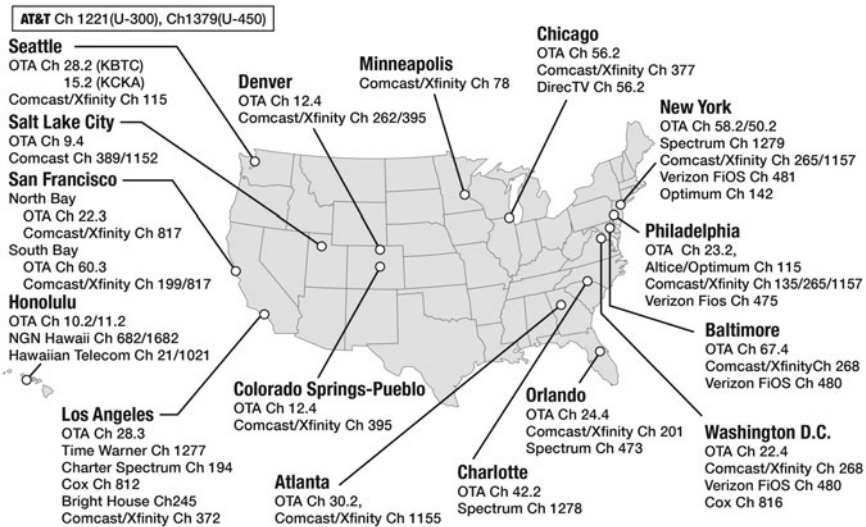 AT&T Ch 1221(U-300), Ch1379(U-450)
Seattle
OTA Ch 28.2 (KBTC)
15.2 (KCKA)
Comcast/Xfinity Ch 115
Salt Lake City
OTA Ch 9.4
Comcast Ch 389/1152
San Francisco
North Bay
OTA Ch 22.3
Comcast/Xfinity Ch 817
South Bay
OTA Ch 60.3
Comcast/Xfinity Ch 199/817
Honolulu
OTA Ch 10.2/11.2
NGN Hawaii Ch 682/1682
Hawaiian Telecom Ch 21/1021
Los Angeles
OTA Ch 28.3
Time Warner Ch 1277
Charter Spectrum Ch 194
Cox Ch 812
Bright House Ch245
Comcast/Xfinity Ch 372
Denver
OTA Ch 12.4
Comcast/Xfinity Ch 262/395
Colorado Springs-Pueblo
OTA Ch 12.4
Comcast/Xfinity Ch 395
Minneapolis
Comcast/Xfinity Ch 78
Atlanta
OTA Ch 30.2,
Comcast/Xfinity Ch 1155
Charlotte
OTA Ch 42.2
Spectrum Ch 1278
Chicago
OTA Ch 56.2
Comcast/Xfinity Ch 377
DirecTV Ch 56.2
Orlando
OTA Ch 24.4
Comcast/Xfinity Ch 201
Spectrum Ch 473
New York
OTA Ch 58.2/50.2
Spectrum Ch 1279
Comcast/Xfinity Ch 265/1157
Verizon FiOS Ch 481
Optimum Ch 142
Philadelphia
OTA Ch 23.2,
Altice/Optimum Ch 115
Comcast/Xfinity Ch 135/265/1157
Verizon Fios Ch 475
Baltimore
OTA Ch 67.4
Comcast/XfinityCh 268
Verizon FiOS Ch 480
Washington D.C.
OTA Ch 22.4
Comcast/Xfinity Ch 268
Verizon FiOS Ch 480
Cox Ch 816